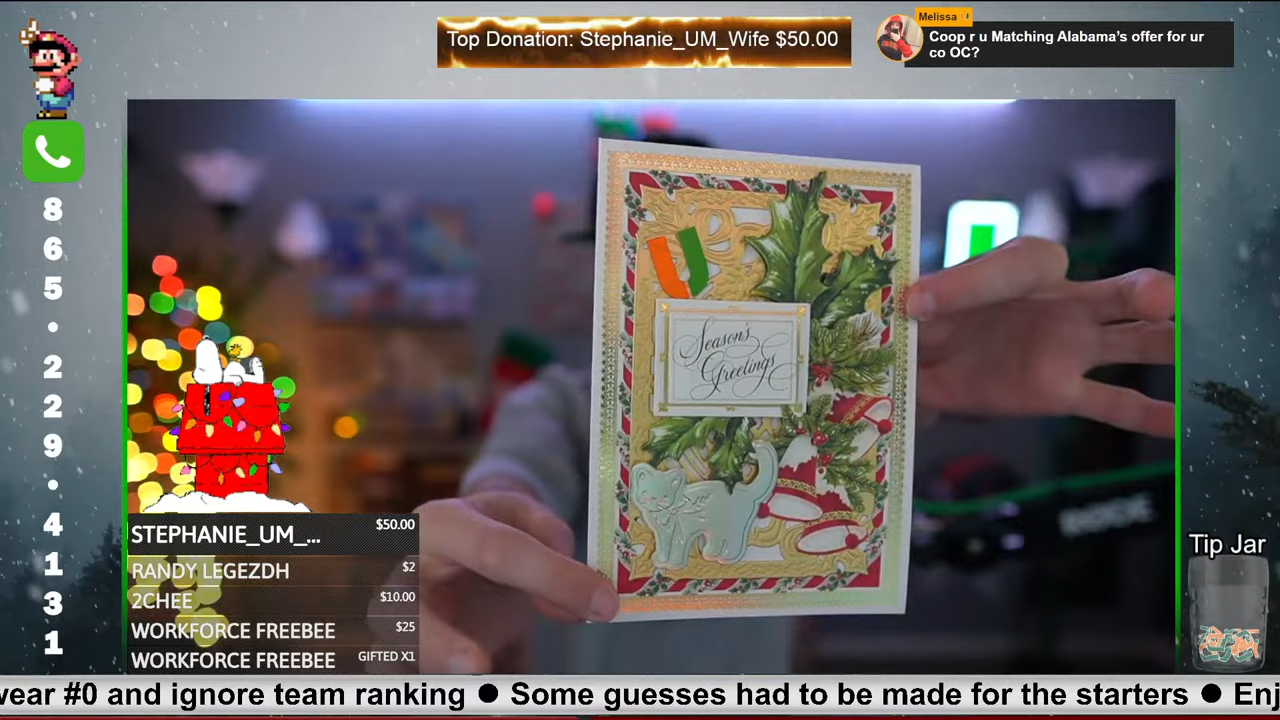 Top Donation: Stephanie_UM_Wife $50.00
Melissa
Coop r u Matching Alabama's offer for ur
co OC?
8
6
5
•
2
2
9
•
4
1
3
1
Season's
Greetings
STEPHANIE_UM_... $50.00
RANDY LEGEZDH $2
2CHEE $10.00
WORKFORCE FREEBEE $25
WORKFORCE FREEBEE GIFTED X1
Tip Jar
wear #0 and ignore team ranking ● Some guesses had to be made for the starters ● Enj